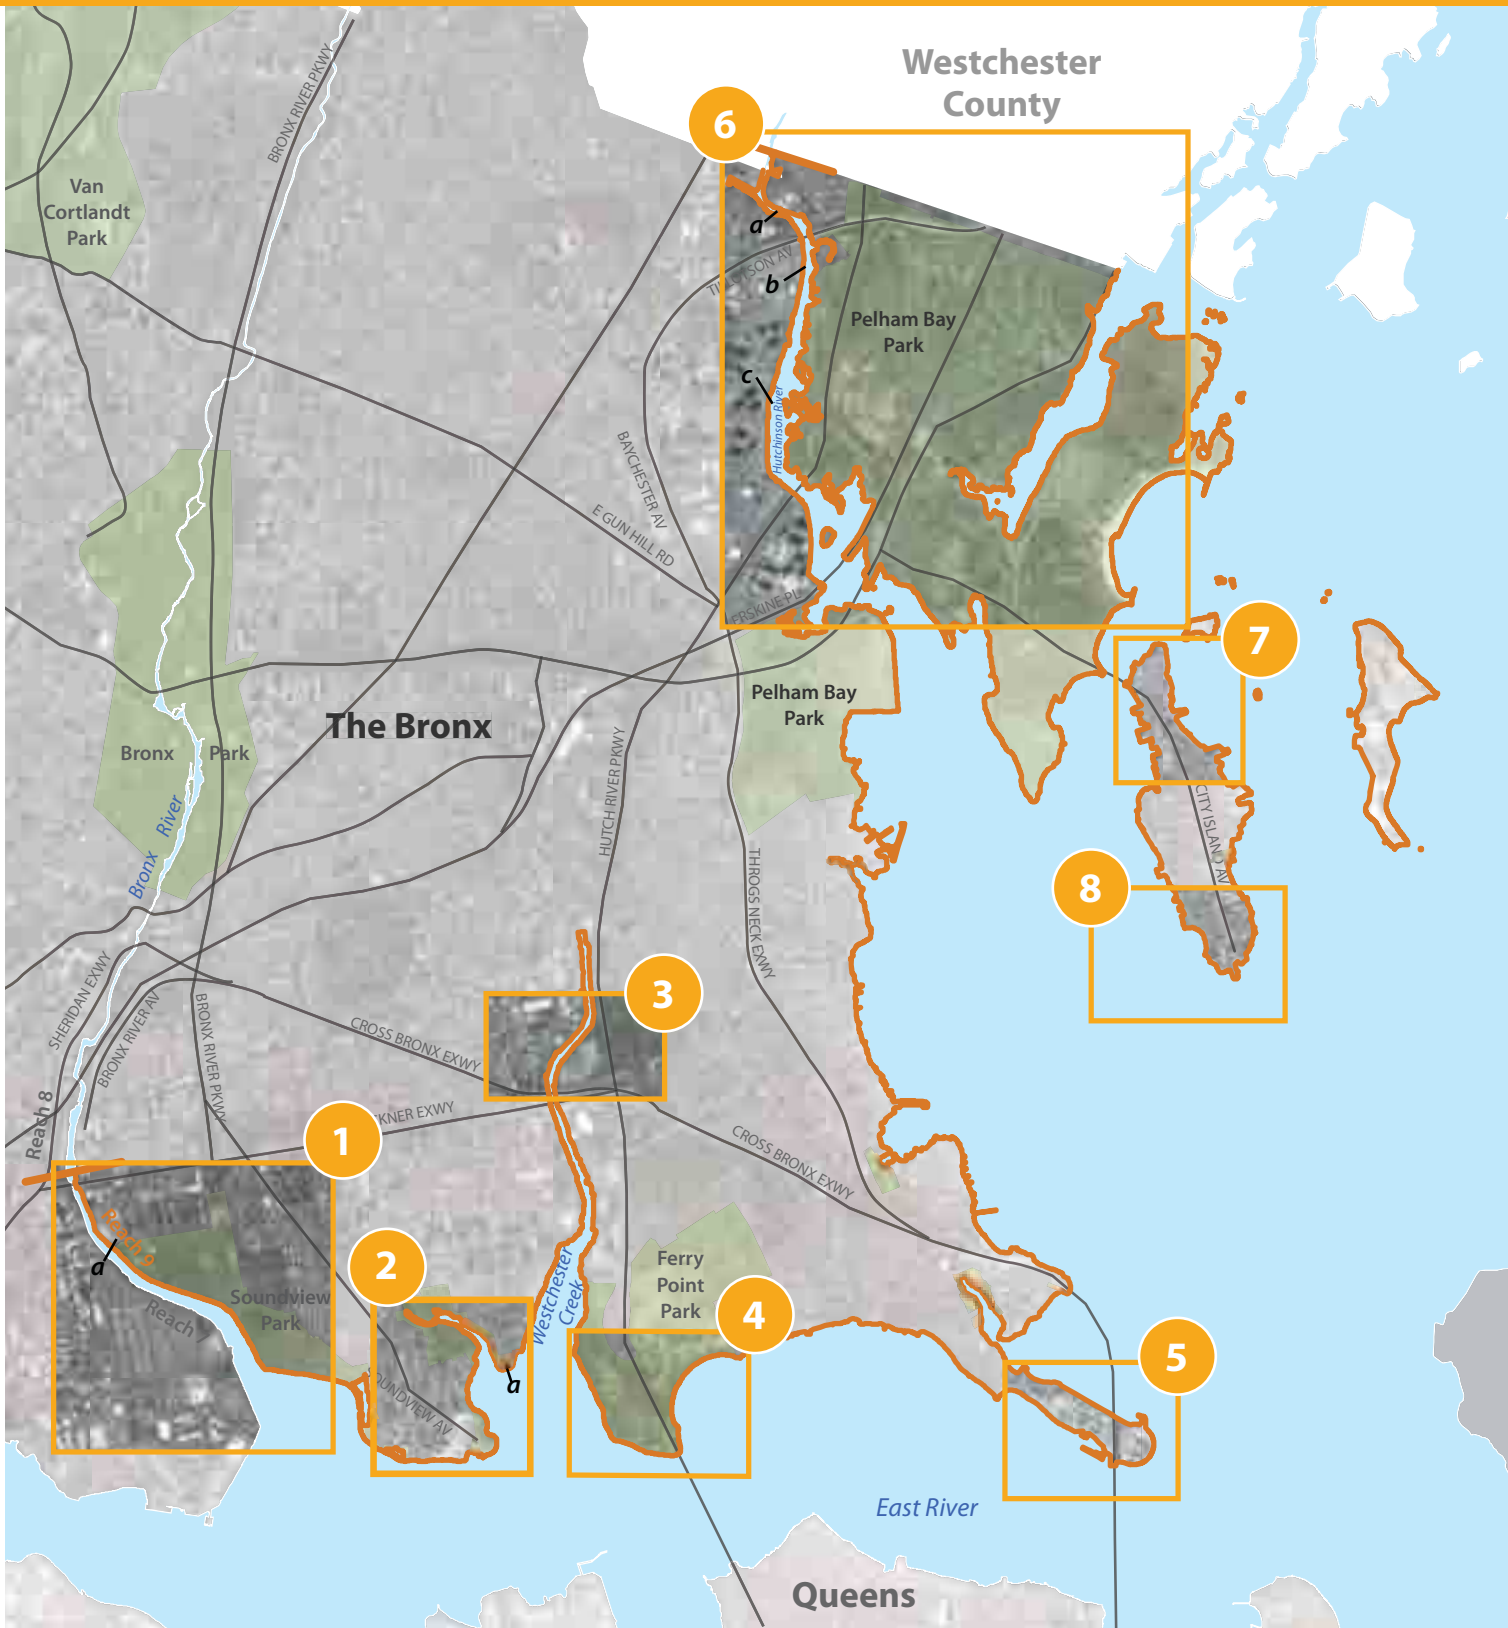 Westchester
County
6
BRONX RIVER PKWY
Van
Cortlandt
Park
a
TILLOTSON AV
b
Pelham Bay
Park
c
Hutchinson River
BAYCHESTER AV
E GUN HILL RD
ERSKINE PL
7
Pelham Bay
Park
The Bronx
Bronx Park
HUTCH RIVER PKWY
CITY ISLAND AV
Bronx River
THROGS NECK EXWY
8
SHERIDAN EXWY
3
BRONX RIVER AV
BRONX RIVER PKWY
CROSS BRONX EXWY
Reach 8
KNER EXWY
1
CROSS BRONX EXWY
Reach 9
a
2
Westchester
Creek
Ferry
Point
Park
Soundview
Park
Reach 7
4
5
a
OUNDVIEW AV
East River
Queens